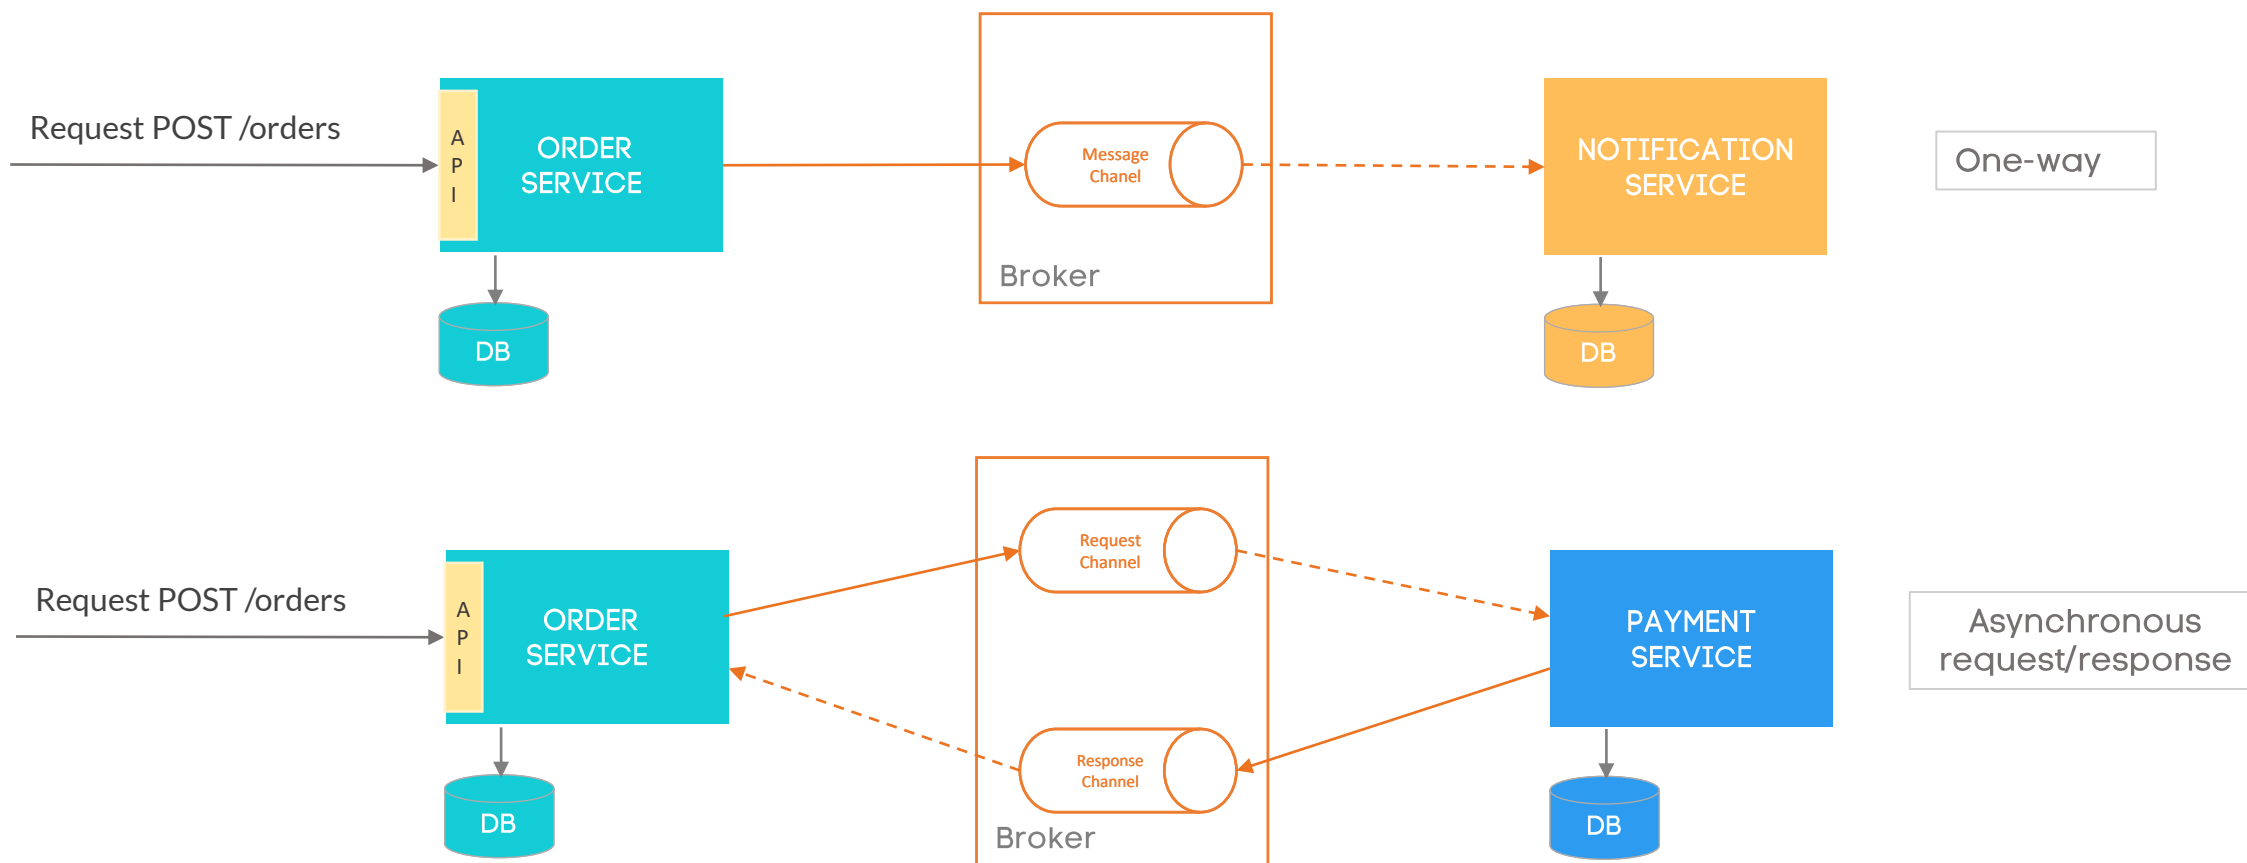 Request POST /orders
A
P
I
ORDER
SERVICE
Message
Chanel
NOTIFICATION
SERVICE
One-way
Broker
DB
DB
Request POST /orders
A
P
I
ORDER
SERVICE
Request
Channel
PAYMENT
SERVICE
Asynchronous
request/response
Response
Channel
Broker
DB
DB